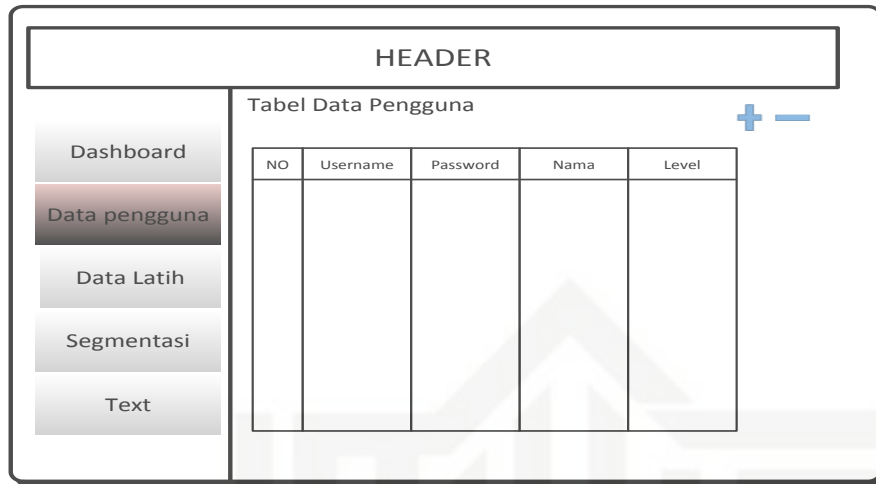 HEADER
Tabel Data Pengguna
Dashboard
Data pengguna
Data Latih
Segmentasi
Text
NO Username Password Nama Level